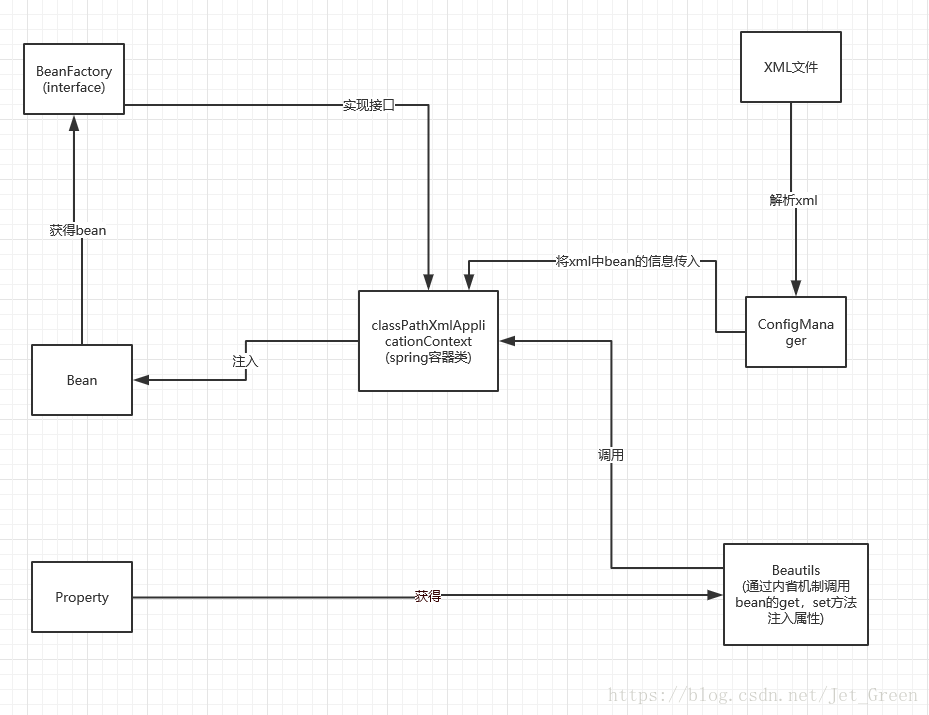 BeanFactory
(interface)
XML文件
实现接口
解析xml
获得bean
将xml中bean的信息传入
classPathXmlAppli
cationContext
(spring容器类)
ConfigMana
ger
注入
Bean
调用
Beautils
(通过内省机制调用
bean的get，set方法
注入属性)
Property
获得
https://blog.csdn.net/Jet_Green